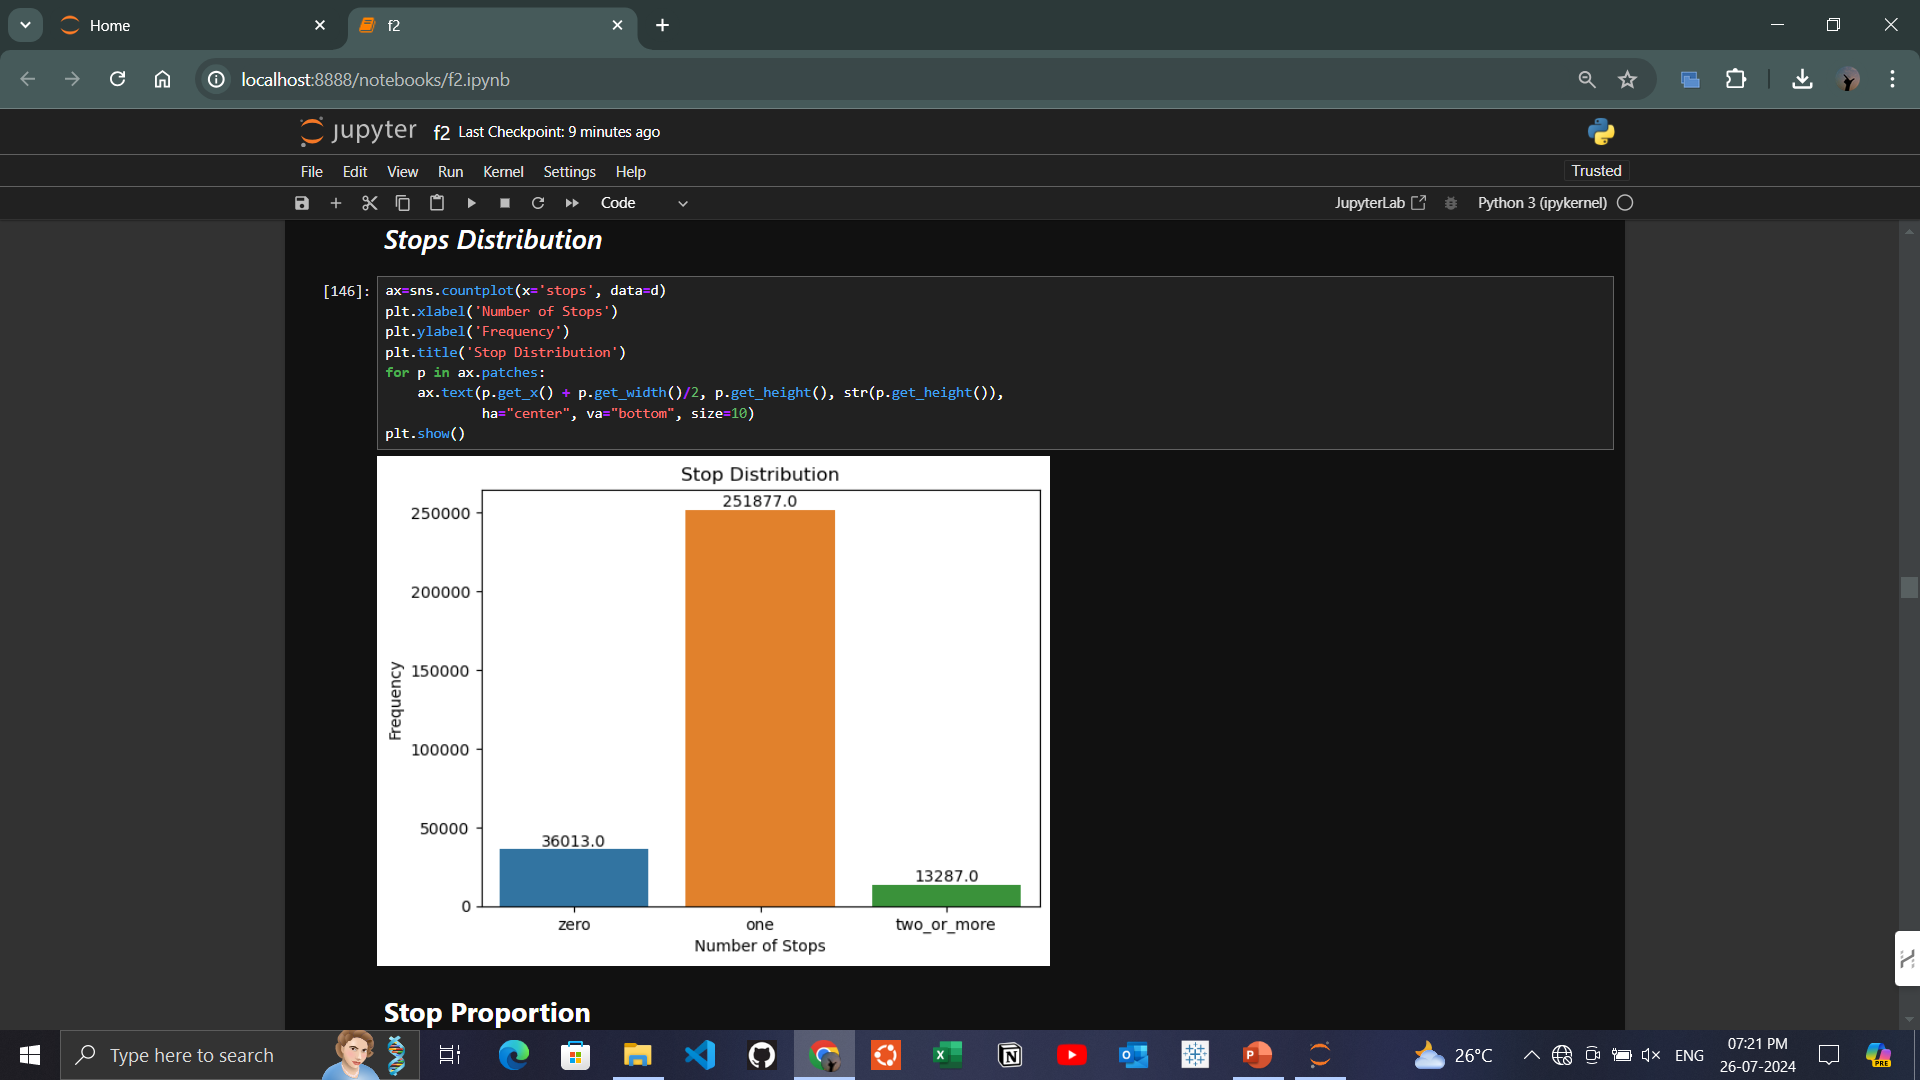 Home
f2
localhost:8888/notebooks/f2.ipynb
jupyter f2 Last Checkpoint: 9 minutes ago
File Edit View Run Kernel Settings Help
Trusted
Code
JupyterLab
Python 3 (ipykernel)
Stops Distribution
[146]:
ax=sns.countplot(x='stops', data=d)
plt.xlabel('Number of Stops')
plt.ylabel('Frequency')
plt.title('Stop Distribution')
for p in ax.patches:
    ax.text(p.get_x() + p.get_width()/2, p.get_height(), str(p.get_height()),
            ha="center", va="bottom", size=10)
plt.show()
Stop Distribution
251877.0
250000
200000
150000
100000
50000
0
Frequency
36013.0
13287.0
zero one two_or_more
Number of Stops
Stop Proportion
Type here to search
26°C
ENG
07:21 PM
26-07-2024
PRE